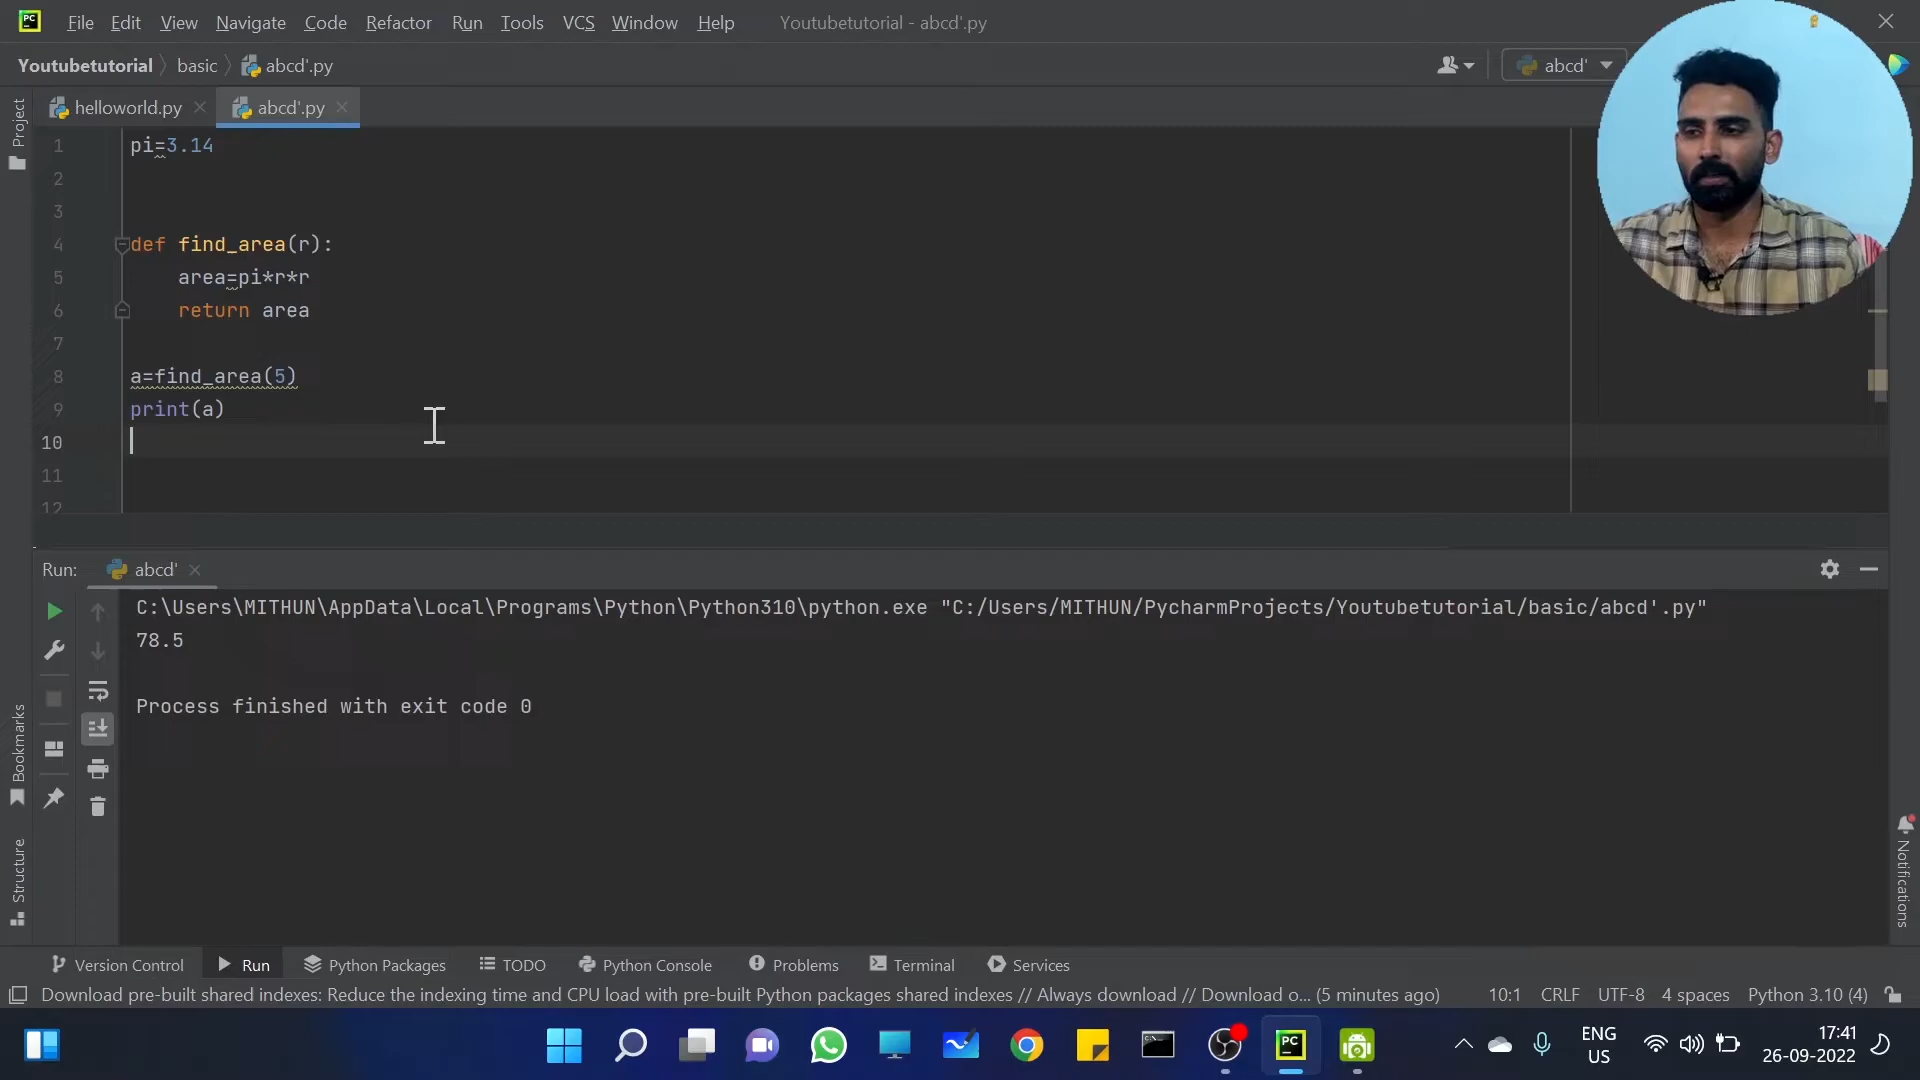 File Edit View Navigate Code Refactor Run Tools VCS Window Help Youtubetutorial - abcd'.py
Youtubetutorial basic abcd'.py abcd'
helloworld.py abcd'.py
Project
1 pi=3.14
2
3
4 def find_area(r):
5 area=pi*r*r
6 return area
7
8 a=find_area(5)
9 print(a)
10
11
12
Run: abcd'
C:\Users\MITHUN\AppData\Local\Programs\Python\Python310\python.exe "C:/Users/MITHUN/PycharmProjects/Youtubetutorial/basic/abcd'.py"
78.5
Process finished with exit code 0
Bookmarks
Structure
Notifications
Version Control Run Python Packages TODO Python Console Problems Terminal Services
Download pre-built shared indexes: Reduce the indexing time and CPU load with pre-built Python packages shared indexes // Always download // Download o... (5 minutes ago) 10:1 CRLF UTF-8 4 spaces Python 3.10 (4)
PC
ENG
US
17:41
26-09-2022